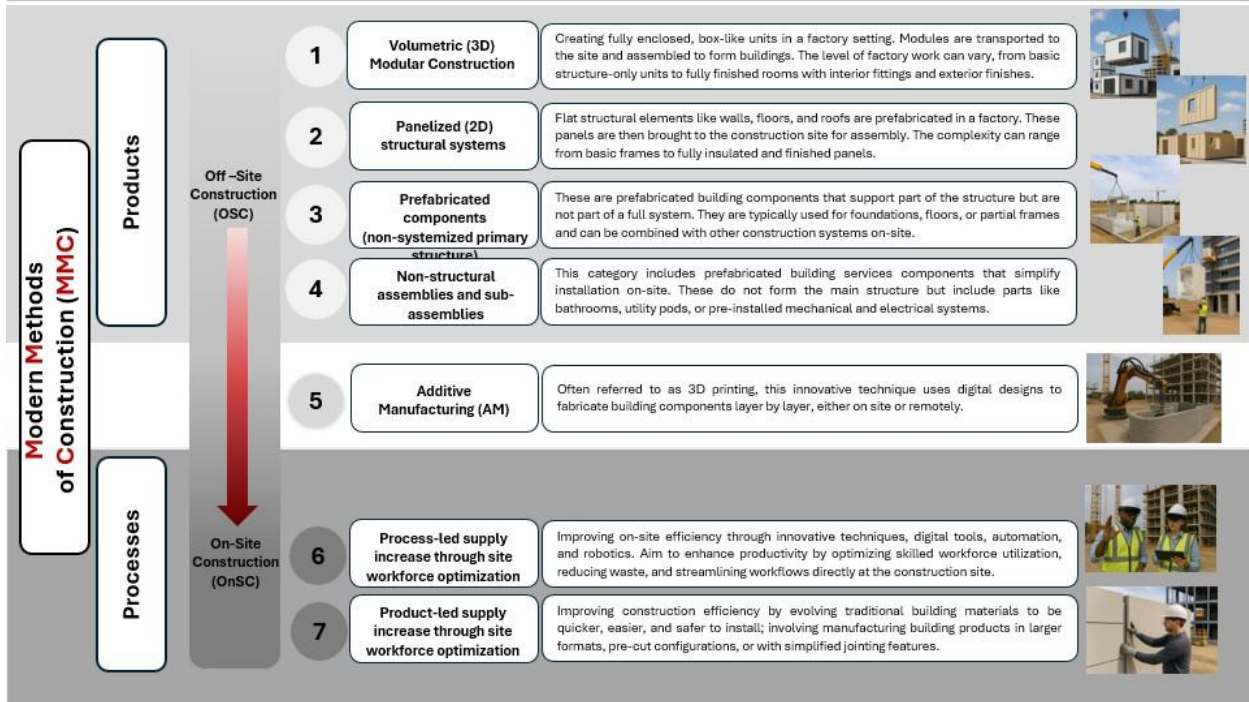 Modern Methods
of Construction (MMC)
Products
Processes
Off –Site
Construction
(OSC)
On-Site
Construction
(OnSC)
1
Volumetric (3D)
Modular Construction
Creating fully enclosed, box-like units in a factory setting. Modules are transported to
the site and assembled to form buildings. The level of factory work can vary, from basic
structure-only units to fully finished rooms with interior fittings and exterior finishes.
2
Panelized (2D)
structural systems
Flat structural elements like walls, floors, and roofs are prefabricated in a factory. These
panels are then brought to the construction site for assembly. The complexity can range
from basic frames to fully insulated and finished panels.
3
Prefabricated
components
(non-systemized primary
structure)
These are prefabricated building components that support part of the structure but are
not part of a full system. They are typically used for foundations, floors, or partial frames
and can be combined with other construction systems on-site.
4
Non-structural
assemblies and sub-
assemblies
This category includes prefabricated building services components that simplify
installation on-site. These do not form the main structure but include parts like
bathrooms, utility pods, or pre-installed mechanical and electrical systems.
5
Additive
Manufacturing (AM)
Often referred to as 3D printing, this innovative technique uses digital designs to
fabricate building components layer by layer, either on site or remotely.
6
Process-led supply
increase through site
workforce optimization
Improving on-site efficiency through innovative techniques, digital tools, automation,
and robotics. Aim to enhance productivity by optimizing skilled workforce utilization,
reducing waste, and streamlining workflows directly at the construction site.
7
Product-led supply
increase through site
workforce optimization
Improving construction efficiency by evolving traditional building materials to be
quicker, easier, and safer to install; involving manufacturing building products in larger
formats, pre-cut configurations, or with simplified jointing features.